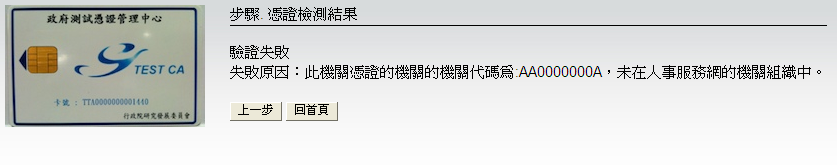 政府測試憑證管理中心
TEST CA
卡號 : TTA0000000001440
行政院研究發展委員會
步驟. 憑證檢測結果
驗證失敗
失敗原因：此機關憑證的機關的機關代碼為:AA0000000A，未在人事服務網的機關組織中。
上一步 回首頁